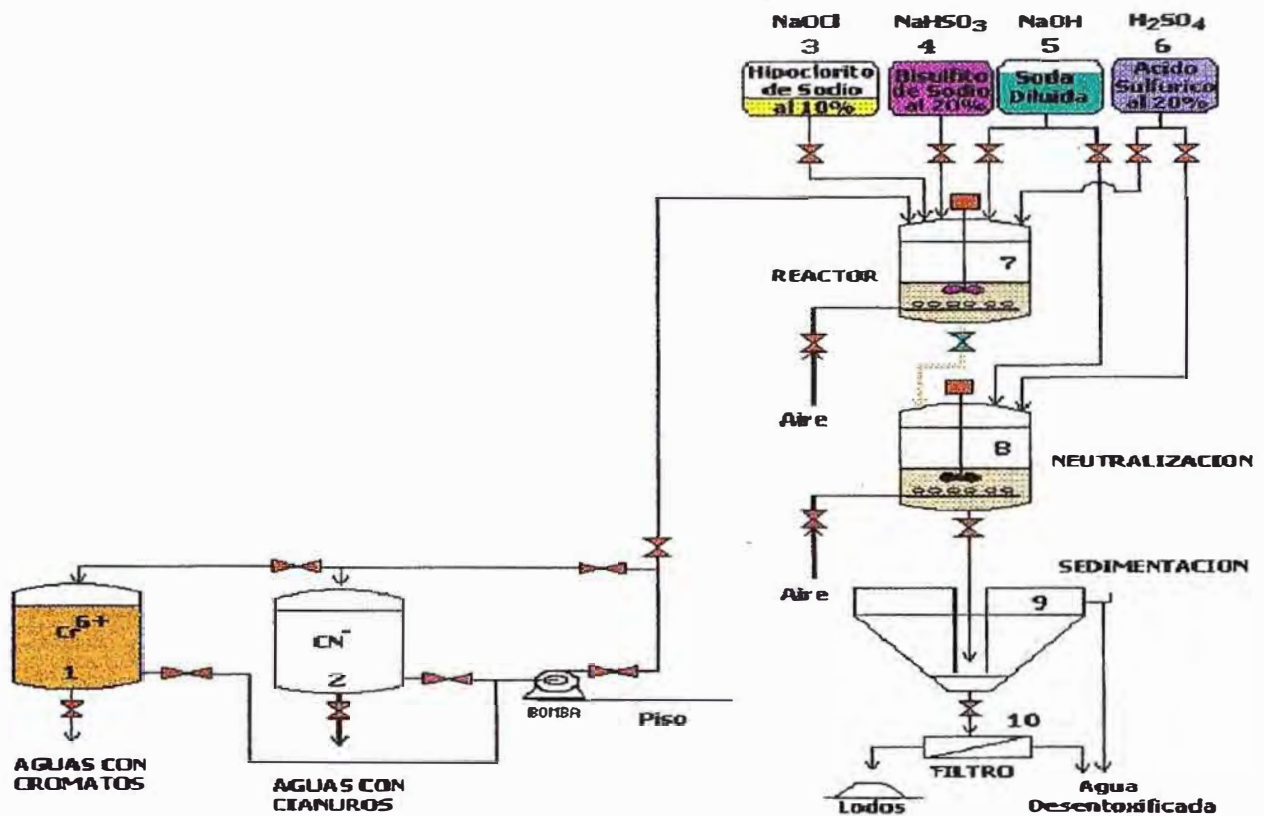 NaOCl
3
NaHSO₃
4
NaOH
5
H₂SO₄
6
Hipoclorito
de Sodio
al 10%
Bisulfito
de Sodio
al 20%
Soda
Diluida
Acido
Sulfúrico
al 20%
REACTOR
7
Aire
8
NEUTRALIZACION
Aire
SEDIMENTACION
9
Cr⁶⁺
1
CN⁻
2
BOMBA
Piso
10
FILTRO
AGUAS CON
CROMATOS
AGUAS CON
CIANUROS
Lodos
Agua
Desentoxificada